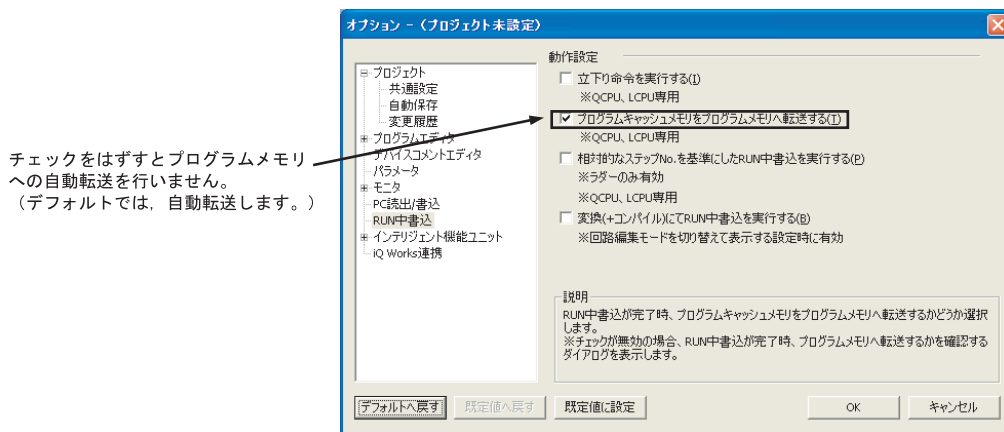 オプション − 〈プロジェクト未設定〉
チェックをはずすとプログラムメモリ
への自動転送を行いません。
（デフォルトでは，自動転送します。）
プロジェクト
共通設定
自動保存
変更履歴
プログラムエディタ
デバイスコメントエディタ
パラメータ
モニタ
PC読出/書込
RUN中書込
インテリジェント機能ユニット
iQ Works連携
動作設定
立下り命令を実行する(I)
※QCPU、LCPU専用
プログラムキャッシュメモリをプログラムメモリへ転送する(T)
※QCPU、LCPU専用
相対的なステップNo.を基準にしたRUN中書込を実行する(P)
※ラダーのみ有効
※QCPU、LCPU専用
変換(+コンパイル)にてRUN中書込を実行する(B)
※回路編集モードを切り替えて表示する設定時に有効
説明
RUN中書込が完了時、プログラムキャッシュメモリをプログラムメモリへ転送するかどうか選択
します。
※チェックが無効の場合、RUN中書込が完了時、プログラムメモリへ転送するかを確認する
ダイアログを表示します。
デフォルトへ戻す
既定値へ戻す
既定値に設定
OK
キャンセル